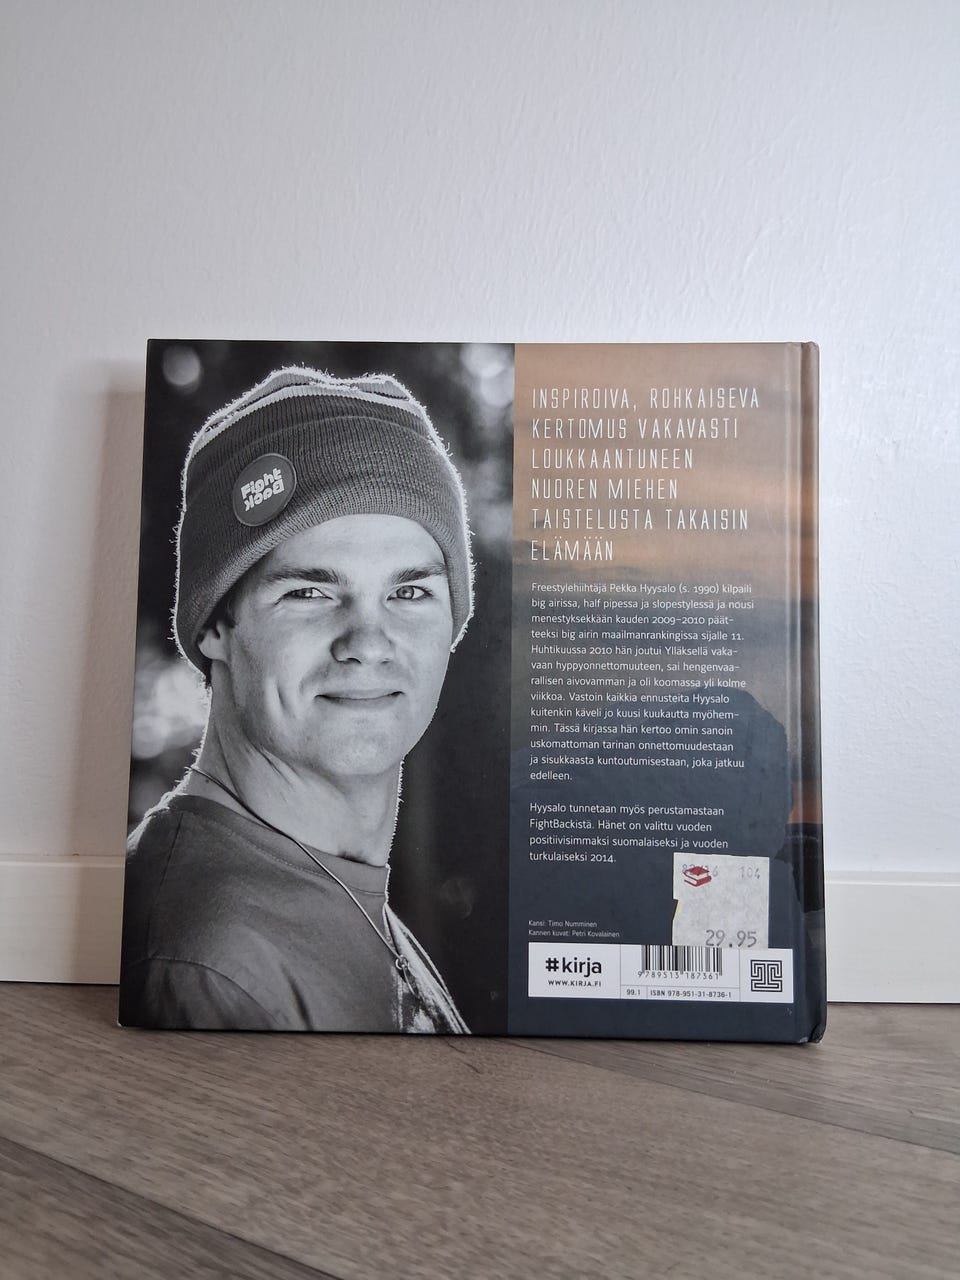 Fight
Back
INSPIROIVA, ROHKAISEVA
KERTOMUS VAKAVASTI
LOUKKAANTUNEEN
NUOREN MIEHEN
TAISTELUSTA TAKAISIN
ELÄMÄÄN
Freestylehiihtäjä Pekka Hyysalo (s. 1990) kilpaili
big airissa, half pipessa ja slopestylessä ja nousi
menestyksekkään kauden 2009–2010 päät-
teeksi big airin maailmanrankingissa sijalle 11.
Huhtikuussa 2010 hän joutui Ylläksellä vaka-
vaan hyppyonnettomuuteen, sai hengenvaa-
rallisen aivovamman ja oli koomassa yli kolme
viikkoa. Vastoin kaikkia ennusteita Hyysalo
kuitenkin käveli jo kuusi kuukautta myöhem-
min. Tässä kirjassa hän kertoo omin sanoin
uskomattoman tarinan onnettomuudestaan
ja sisukkaasta kuntoutumisestaan, joka jatkuu
edelleen.
Hyysalo tunnetaan myös perustamastaan
FightBackistä. Hänet on valittu vuoden
positiivisimmaksi suomalaiseksi ja vuoden
turkulaiseksi 2014.
104
29.95
Kansi: Timo Numminen
Kannen kuvat: Petri Kovalainen
#kirja
WWW.KIRJA.FI
9789513187361
99.1 ISBN 978-951-31-8736-1